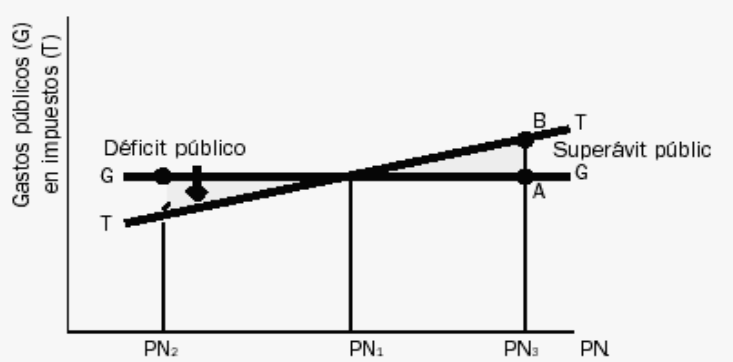 Gastos públicos (G)
en impuestos (T)
Déficit público
B
T
Superávit públic
G
G
A
T
PN₂
PN₁
PN₃
PN.